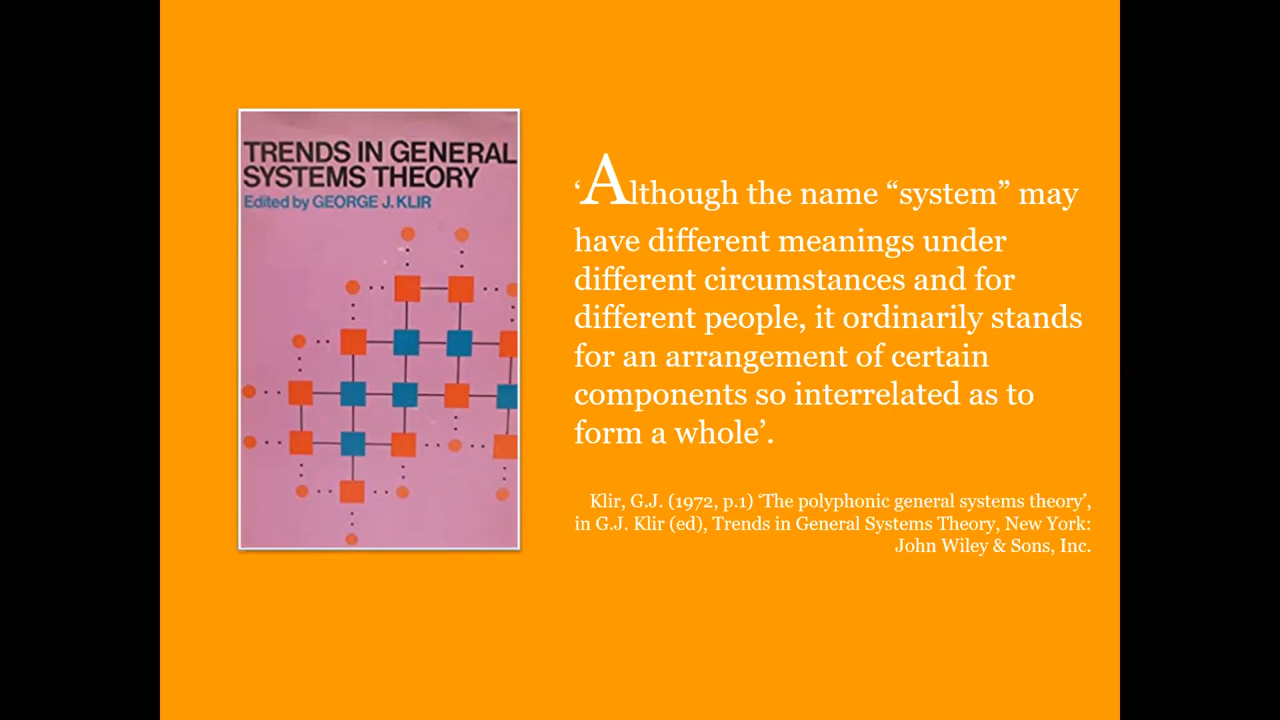 TRENDS IN GENERAL
SYSTEMS THEORY
Edited by GEORGE J. KLIR
‘Although the name “system” may
have different meanings under
different circumstances and for
different people, it ordinarily stands
for an arrangement of certain
components so interrelated as to
form a whole’.
Klir, G.J. (1972, p.1) ‘The polyphonic general systems theory’,
in G.J. Klir (ed), Trends in General Systems Theory, New York:
John Wiley & Sons, Inc.